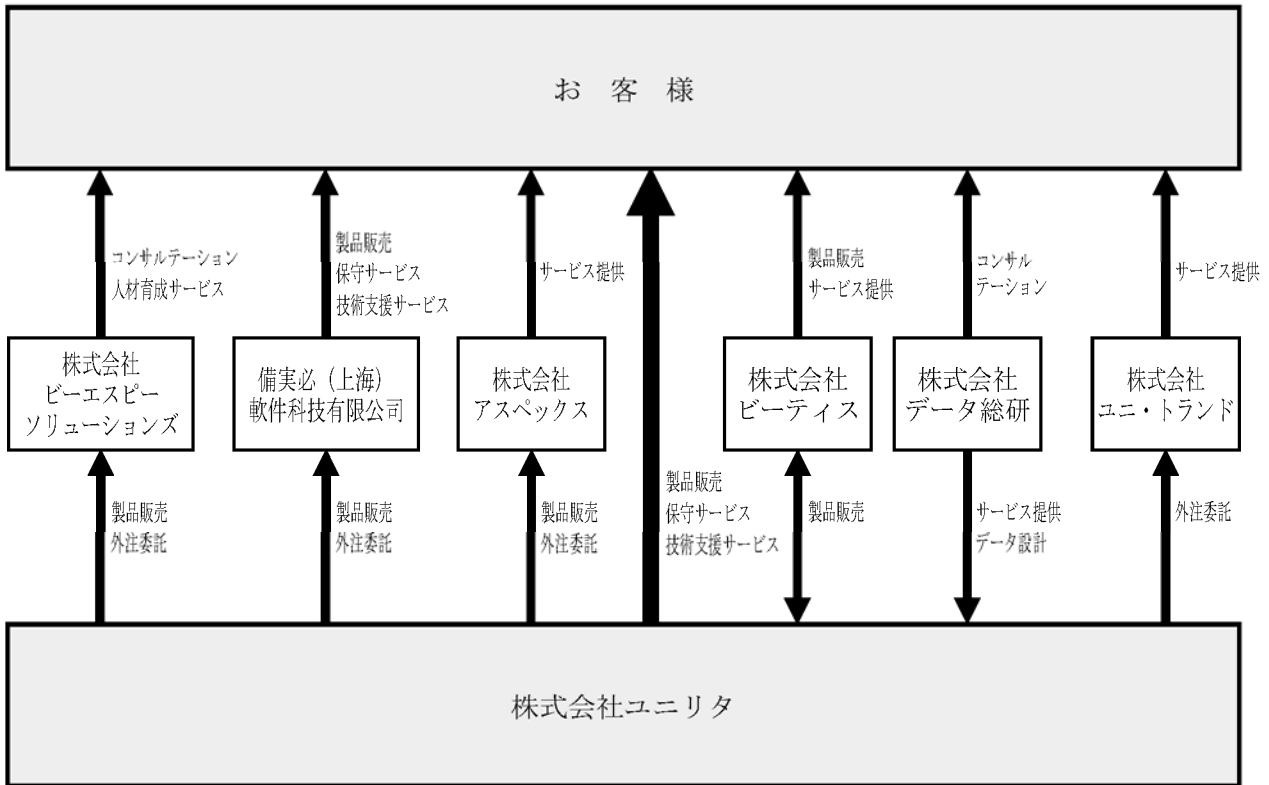 お 客 様
コンサルテーション
人材育成サービス
製品販売
保守サービス
技術支援サービス
サービス提供
製品販売
サービス提供
コンサル
テーション
サービス提供
株式会社
ビーエスピー
ソリューションズ
備実必（上海）
軟件科技有限公司
株式会社
アスペックス
株式会社
ビーティス
株式会社
データ総研
株式会社
ユニ・トランド
製品販売
外注委託
製品販売
外注委託
製品販売
外注委託
製品販売
保守サービス
技術支援サービス
製品販売
サービス提供
データ設計
外注委託
株式会社ユニリタ